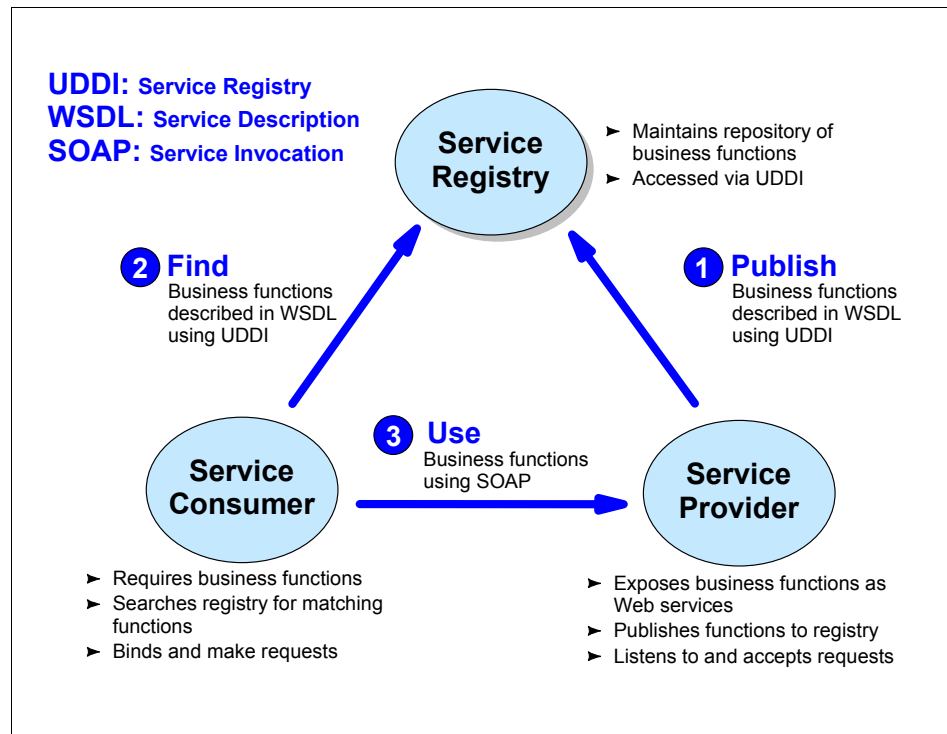 UDDI: Service Registry
WSDL: Service Description
SOAP: Service Invocation
Service
Registry
➤ Maintains repository of
business functions
➤ Accessed via UDDI
2 Find
Business functions
described in WSDL
using UDDI
1 Publish
Business functions
described in WSDL
using UDDI
3 Use
Business functions
using SOAP
Service
Consumer
Service
Provider
➤ Requires business functions
➤ Searches registry for matching
functions
➤ Binds and make requests
➤ Exposes business functions as
Web services
➤ Publishes functions to registry
➤ Listens to and accepts requests